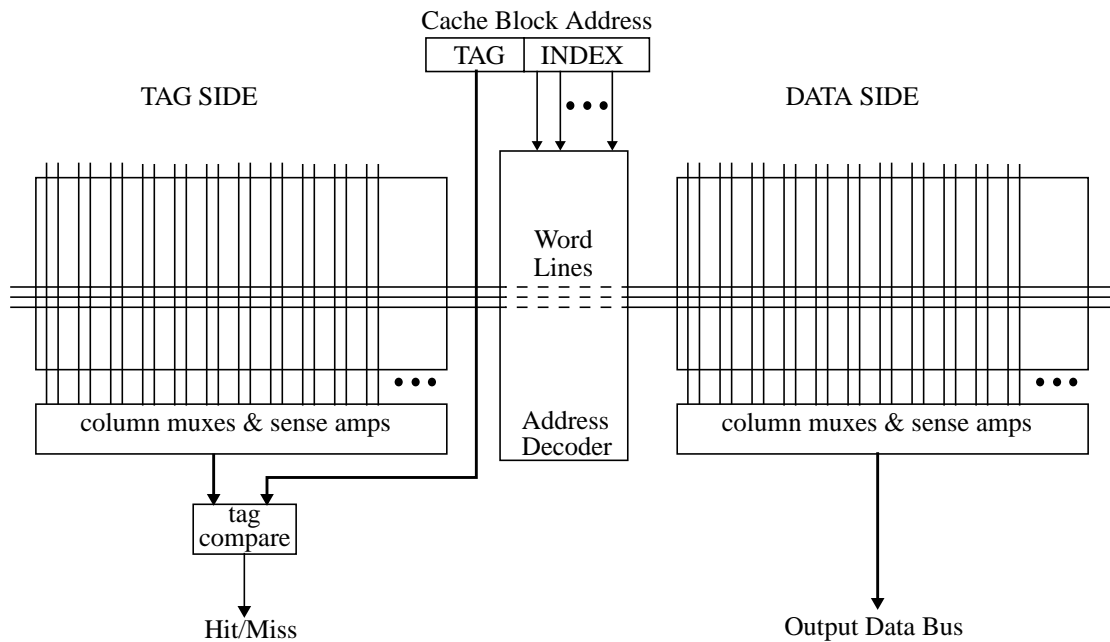 Cache Block Address
TAG
INDEX
TAG SIDE
DATA SIDE
Word
Lines
Address
Decoder
column muxes & sense amps
column muxes & sense amps
tag
compare
Hit/Miss
Output Data Bus